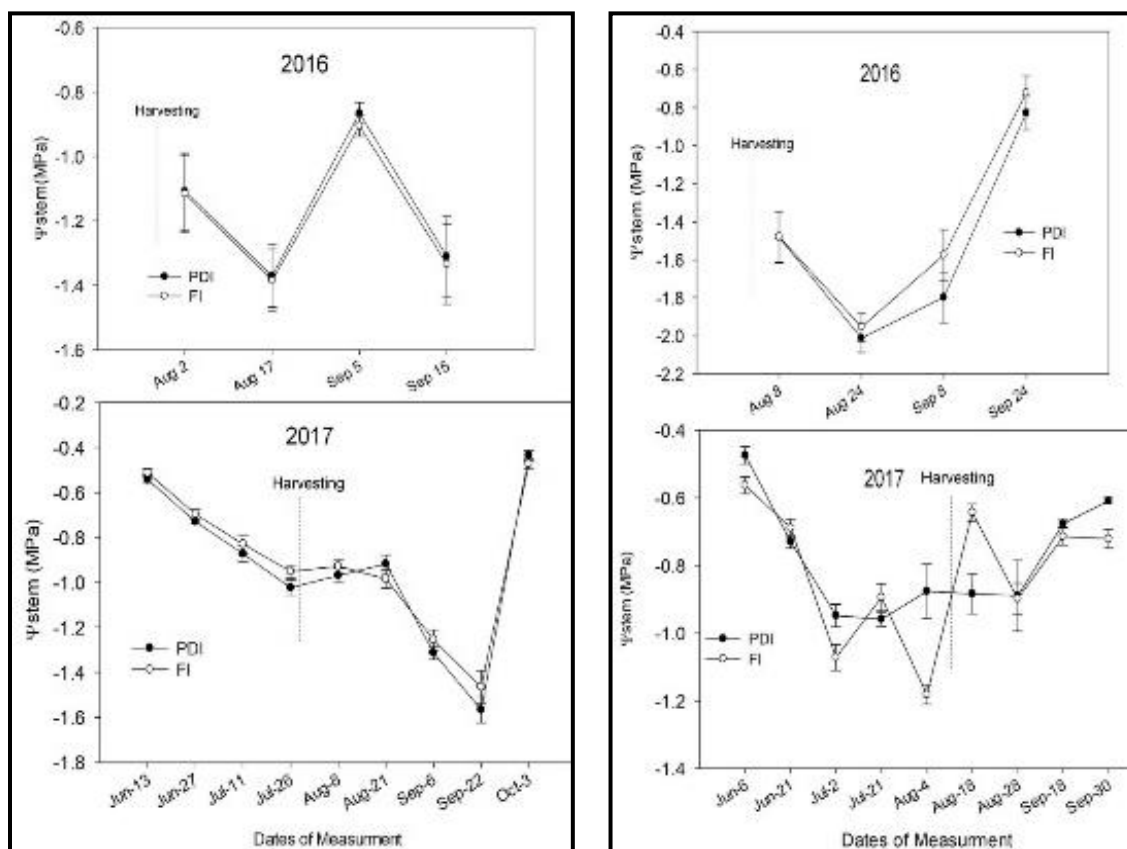 -0.6
-0.8
-1.0
-1.2
-1.4
-1.6
Ψstem(MPa)
2016
Harvesting
PDI
FI
Aug 2
Aug 17
Sep 5
Sep 15
-0.2
-0.4
-0.6
-0.8
-1.0
-1.2
-1.4
-1.6
-1.8
Ψstem (MPa)
2017
Harvesting
PDI
FI
Jun-13
Jun-27
Jul-11
Jul-26
Aug-8
Aug-21
Sep-6
Sep-22
Oct-3
Dates of Measurment
-0.4
-0.6
-0.8
-1.0
-1.2
-1.4
-1.6
-1.8
-2.0
-2.2
Ψstem (MPa)
2016
Harvesting
PDI
FI
Aug 8
Aug 24
Sep 8
Sep 24
-0.4
-0.6
-0.8
-1.0
-1.2
-1.4
Ψstem (MPa)
2017
Harvesting
PDI
FI
Jun-6
Jun-21
Jul-2
Jul-21
Aug-4
Aug-18
Aug-28
Sep-18
Sep-30
Dates of Measurment